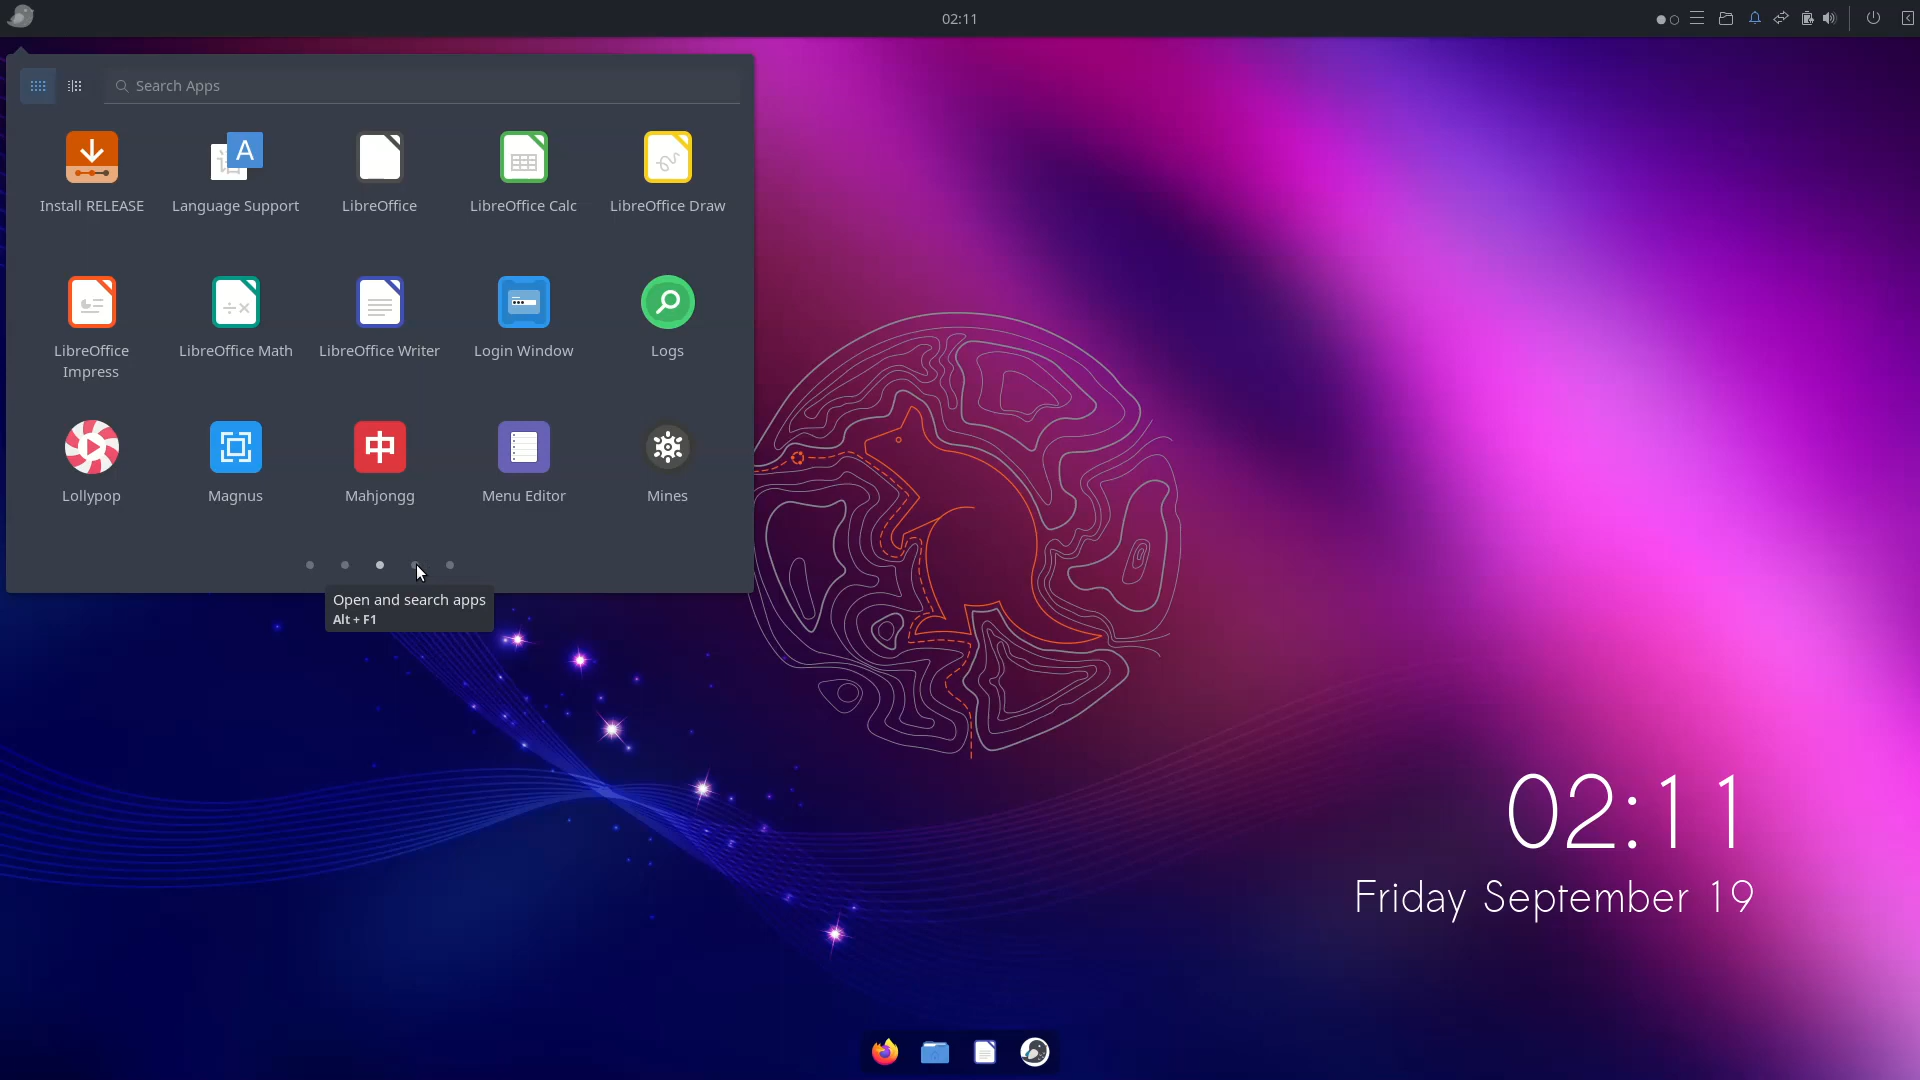 02:11
Search Apps
Install RELEASE
Language Support
LibreOffice
LibreOffice Calc
LibreOffice Draw
LibreOffice
Impress
LibreOffice Math
LibreOffice Writer
Login Window
Logs
Lollypop
Magnus
Mahjongg
Menu Editor
Mines
Open and search apps
Alt + F1
02:11
Friday September 19